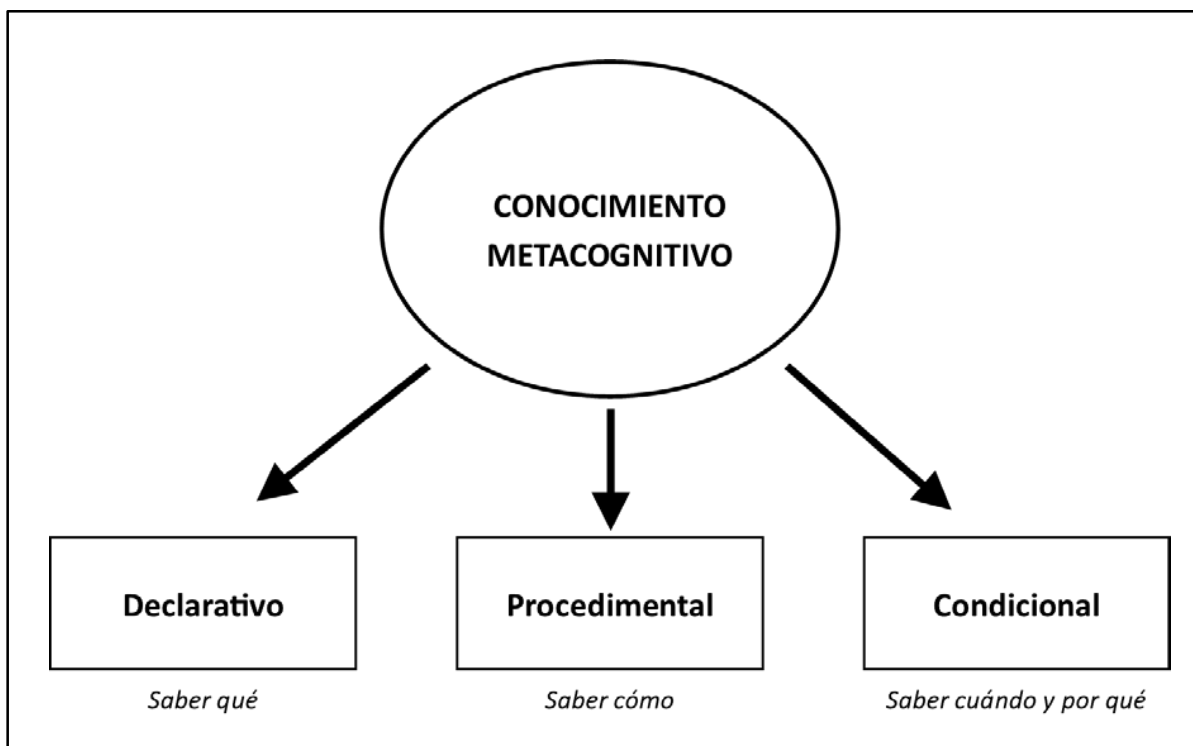 CONOCIMIENTO
METACOGNITIVO
Declarativo
Procedimental
Condicional
Saber qué
Saber cómo
Saber cuándo y por qué